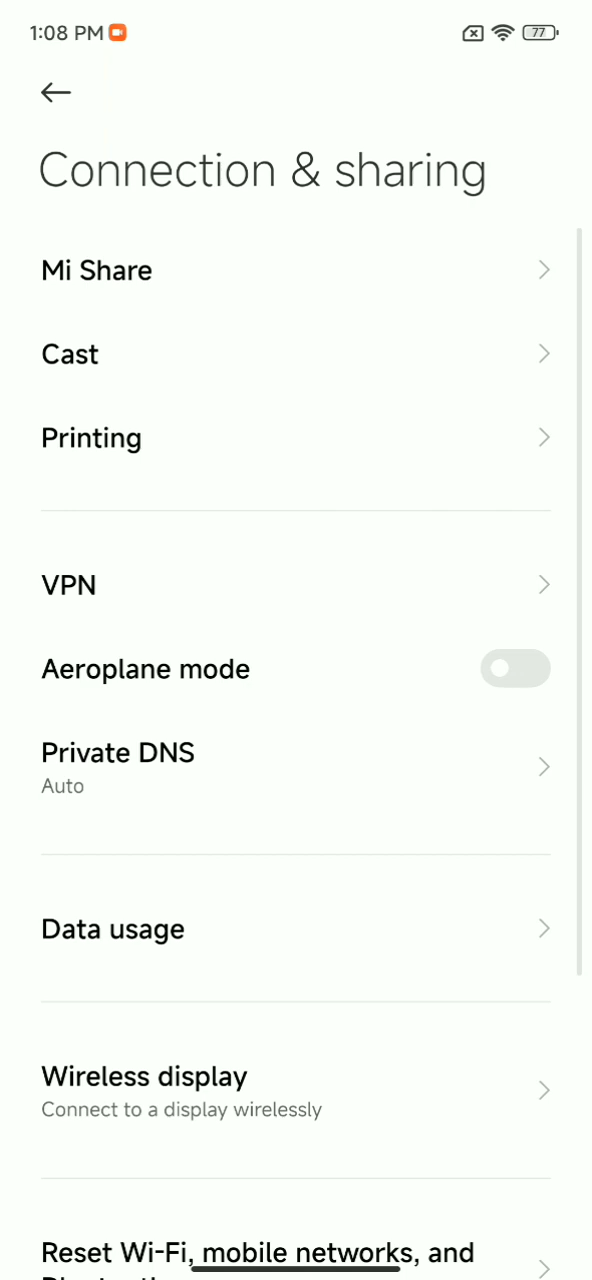 1:08 PM
77
Connection & sharing
Mi Share
Cast
Printing
VPN
Aeroplane mode
Private DNS
Auto
Data usage
Wireless display
Connect to a display wirelessly
Reset Wi-Fi, mobile networks, and